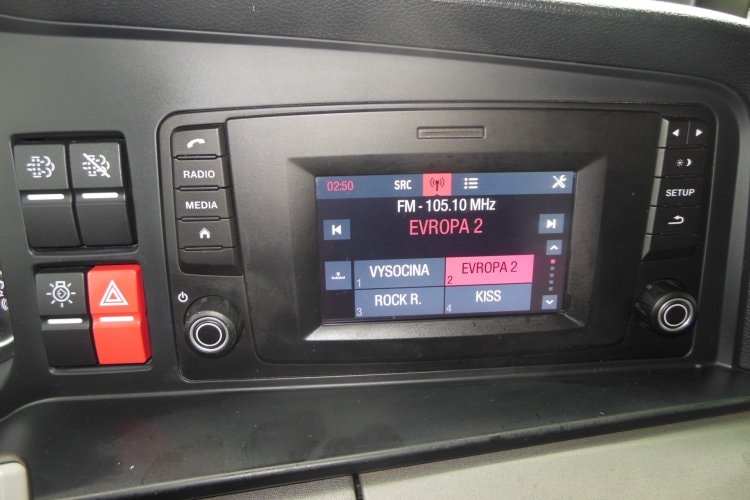 RADIO
MEDIA
02:50 SRC
FM - 105.10 MHz
EVROPA 2
1 VYSOCINA
2 EVROPA 2
3 ROCK R.
4 KISS
SETUP